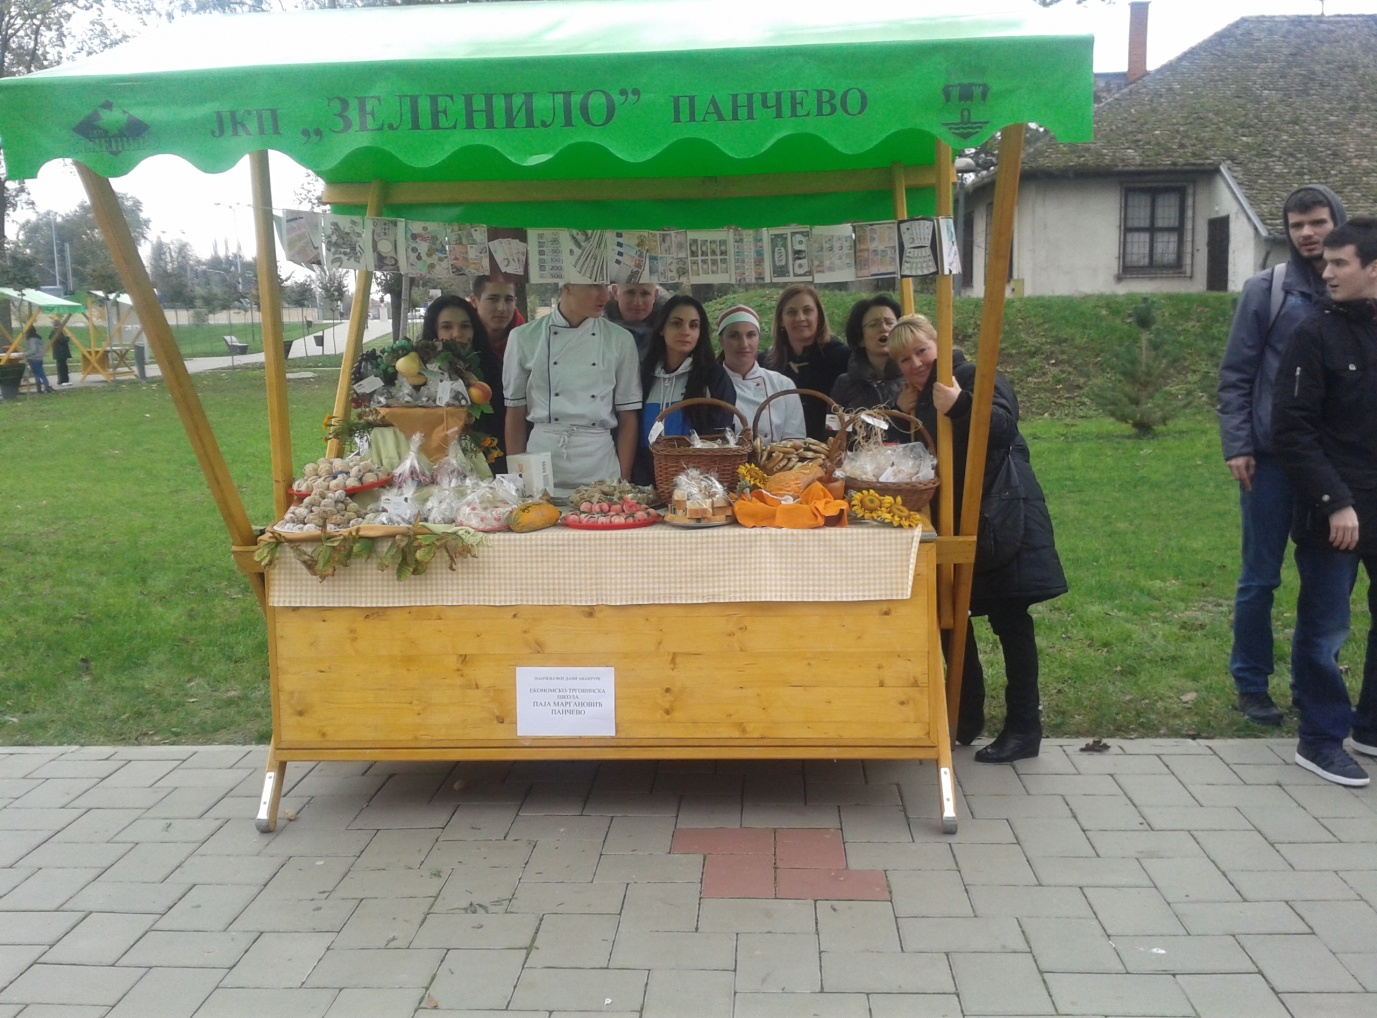 ЈКП „ЗЕЛЕНИЛО” ПАНЧЕВО
ЕКОНОМСКО-ТРГОВИНСКА
ШКОЛА
ПАЈА МАРГАНОВИЋ
ПАНЧЕВО